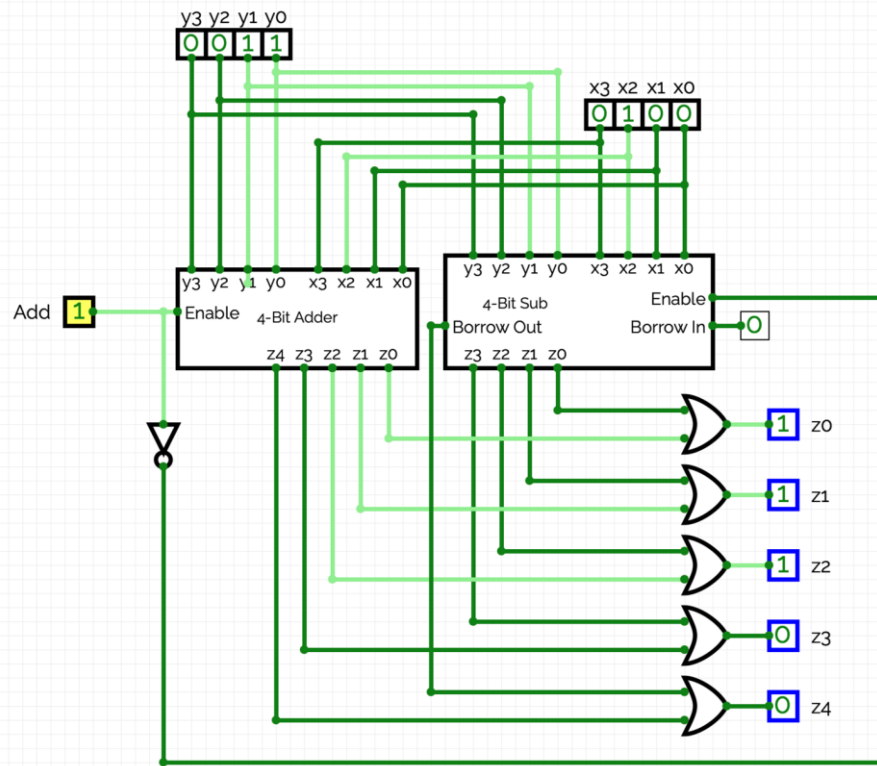 y3 y2 y1 y0
0 0 1 1
x3 x2 x1 x0
0 1 0 0
y3 y2 y1 y0 x3 x2 x1 x0
y3 y2 y1 y0 x3 x2 x1 x0
Add 1 Enable 4-Bit Adder
4-Bit Sub Enable
Borrow Out Borrow In 0
z4 z3 z2 z1 z0
z3 z2 z1 z0
1 z0
1 z1
1 z2
0 z3
0 z4